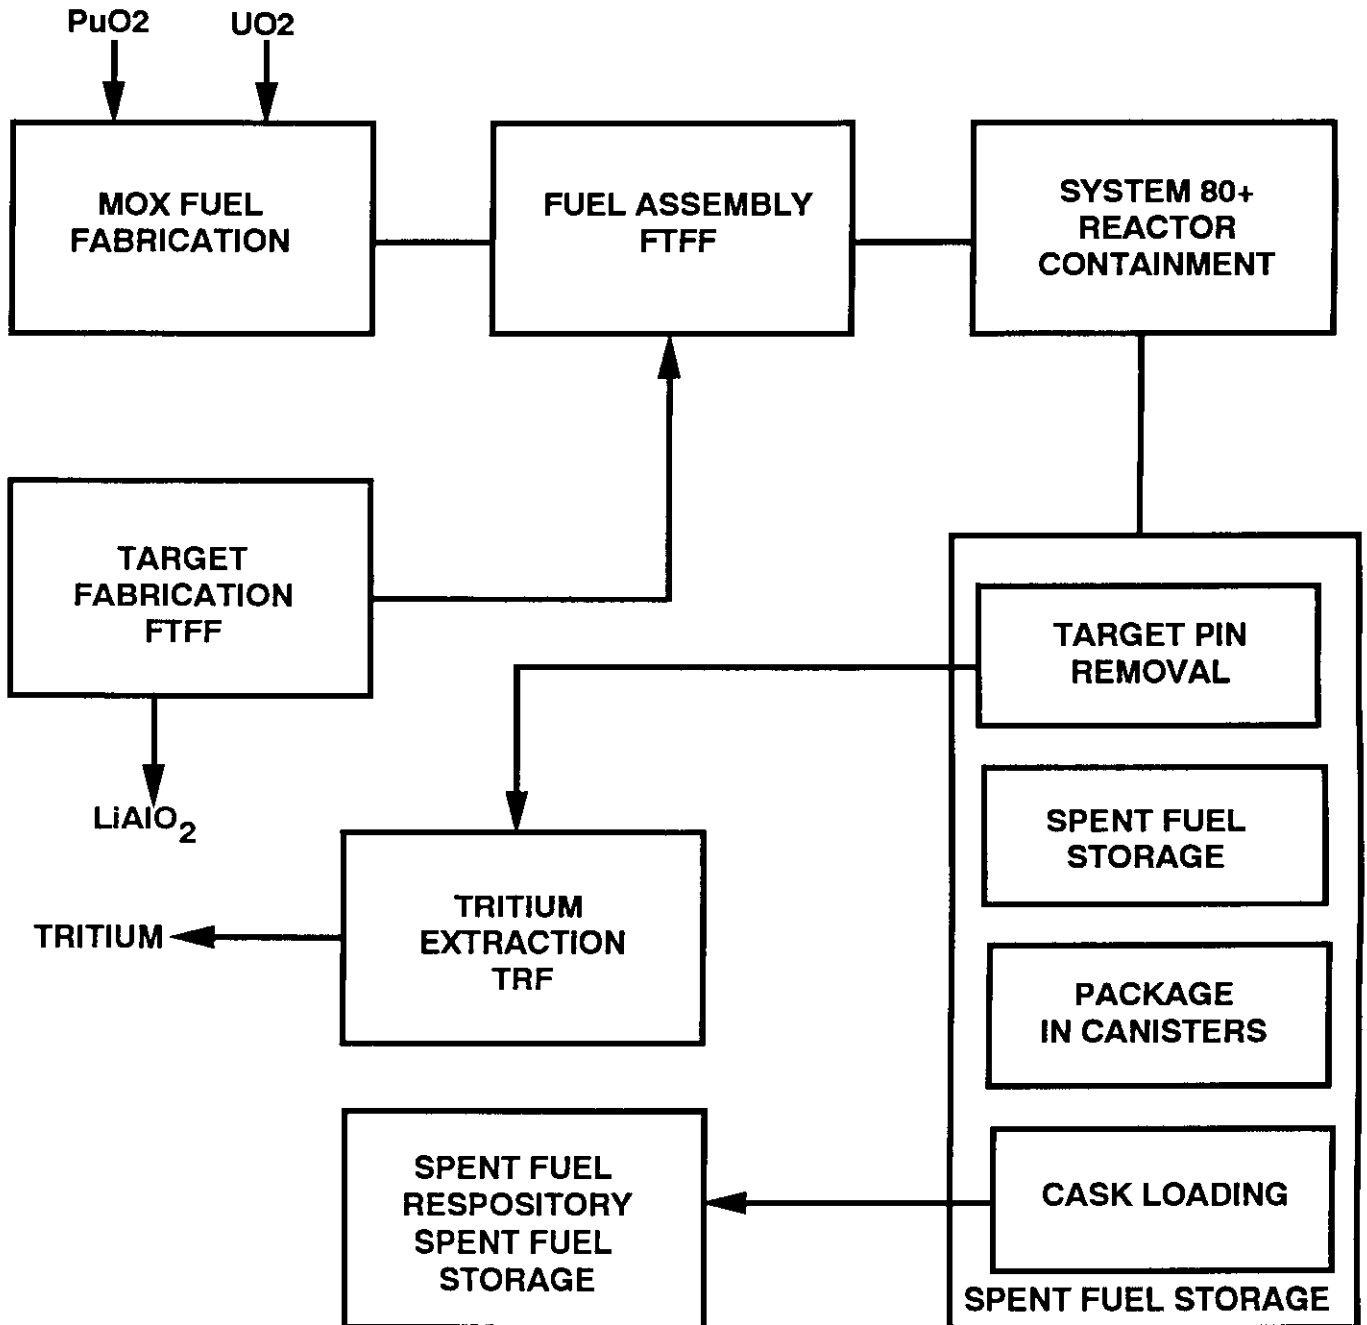 PuO2
UO2
MOX FUEL
FABRICATION
FUEL ASSEMBLY
FTFF
SYSTEM 80+
REACTOR
CONTAINMENT
TARGET
FABRICATION
FTFF
TARGET PIN
REMOVAL
LiAlO2
SPENT FUEL
STORAGE
TRITIUM
TRITIUM
EXTRACTION
TRF
PACKAGE
IN CANISTERS
SPENT FUEL
RESPOSITORY
SPENT FUEL
STORAGE
CASK LOADING
SPENT FUEL STORAGE